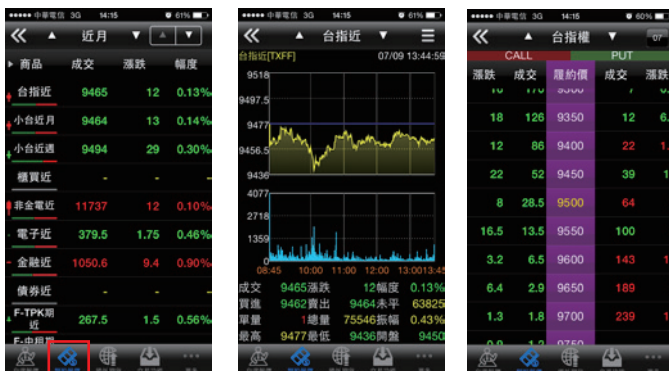 中華電信 3G 14:15 61%
近月
商品 成交 漲跌 幅度
台指近 9465 12 0.13%
小台近月 9464 13 0.14%
小台近週 9494 29 0.30%
櫃買近 - - -
非金電近 11737 12 0.10%
電子近 379.5 1.75 0.46%
金融近 1050.6 9.4 0.90%
債券近 - - -
F-TPK期近 267.5 1.5 0.56%
中華電信 3G 14:15 61%
台指近
台指近[TXFF] 07/09 13:44:59
9518
9497.5
9477
9456.5
9436
4077
2718
1359
08:45 10:00 11:00 12:00 13:00 13:45
成交 9465 漲跌 12 幅度 0.13%
買進 9462 賣出 9464 未平 63825
單量 1 總量 75546 振幅 0.43%
最高 9477 最低 9436 開盤 9450
中華電信 3G 14:15 60%
台指權 07
CALL PUT
漲跌 成交 履約價 成交 漲跌
18 126 9350 12 6.
12 86 9400 22 1.
22 52 9450 39 1
8 28.5 9500 64
16.5 13.5 9550 100
3.2 6.5 9600 143 1
6.4 2.9 9650 189
1.3 1.8 9700 239 1